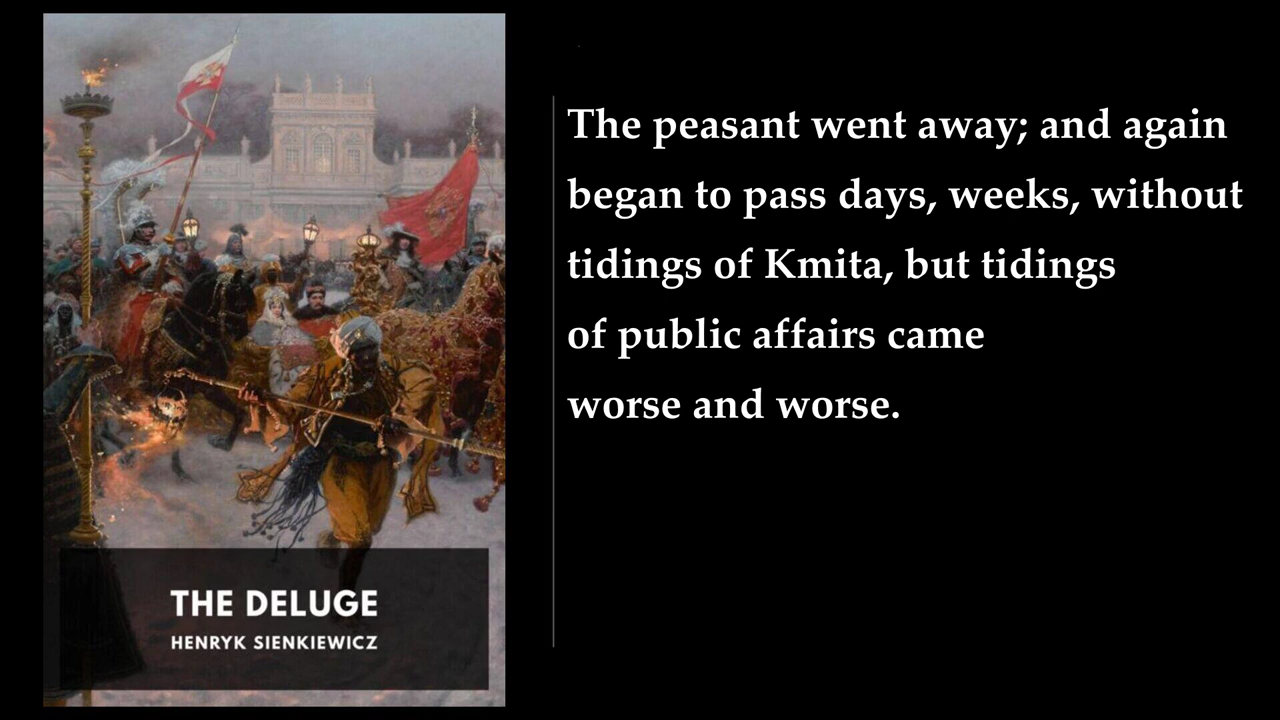 The peasant went away; and again
began to pass days, weeks, without
tidings of Kmita, but tidings
of public affairs came
worse and worse.
THE DELUGE
HENRYK SIENKIEWICZ